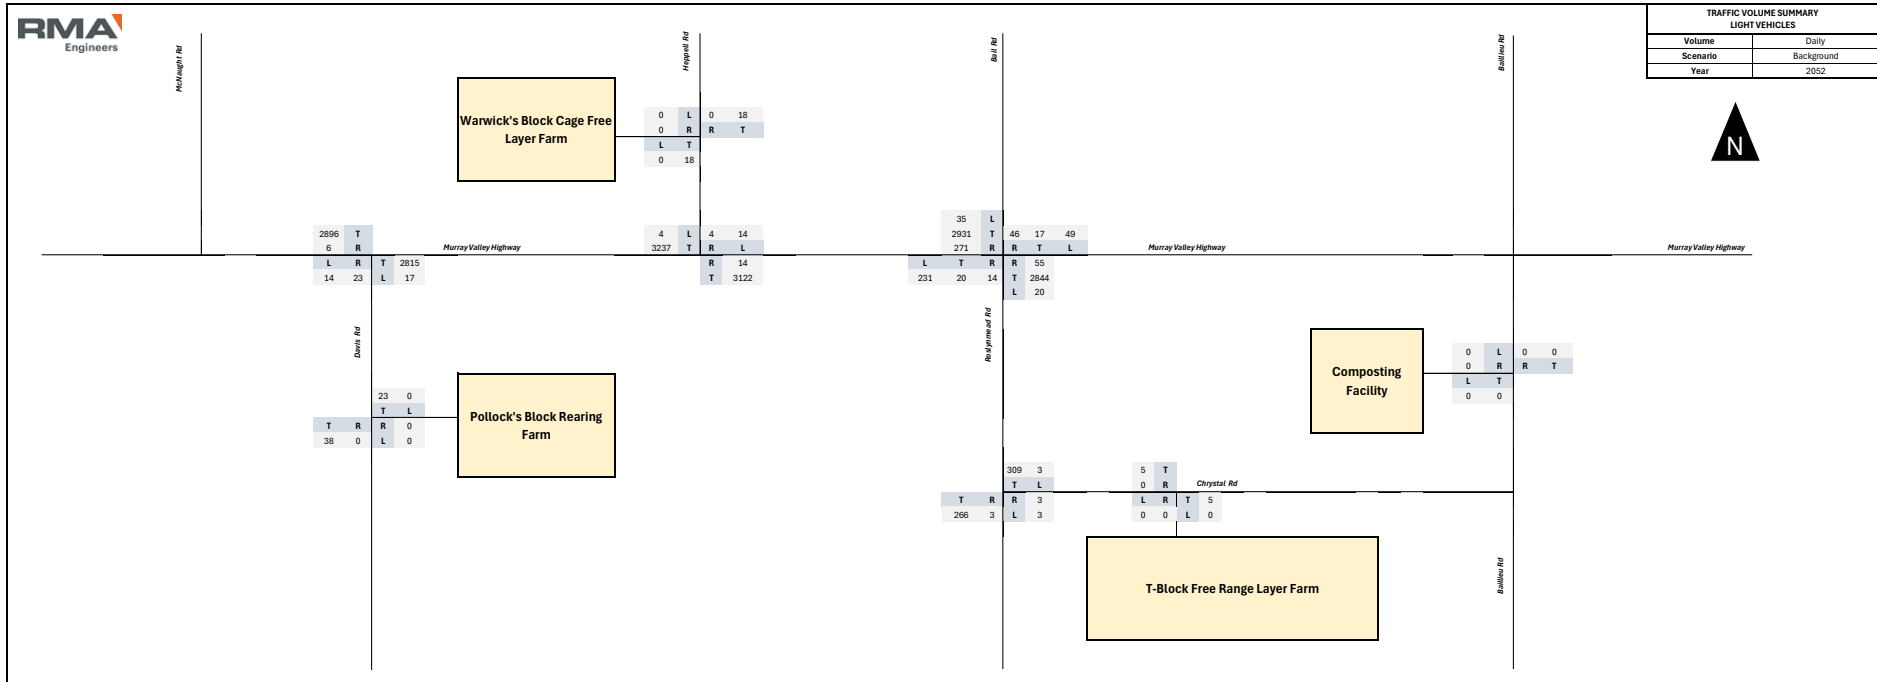 RMA
Engineers
TRAFFIC VOLUME SUMMARY
LIGHT VEHICLES
Volume Daily
Scenario Background
Year 2052
N
McNaught Rd
Heppell Rd
Ball Rd
Baillieu Rd
Warwick's Block Cage Free
Layer Farm
0 L 0 18
0 R R T
L T
0 18
2896 T
6 R
L R T 2815
14 23 L 17
Murray Valley Highway
4 L 4 14
3237 T R L
R 14
T 3122
35 L
2931 T 46 17 49
271 R R T L
L T R R 55
231 20 14 T 2844
L 20
Murray Valley Highway
Murray Valley Highway
Davis Rd
Roslynmead Rd
23 0
T L
T R R 0
38 0 L 0
Pollock's Block Rearing
Farm
Composting
Facility
0 L 0 0
0 R R T
L T
0 0
309 3
T L
T R R 3
266 3 L 3
5 T
0 R
L R T 5
0 0 L 0
Chrystal Rd
T-Block Free Range Layer Farm
Baillieu Rd